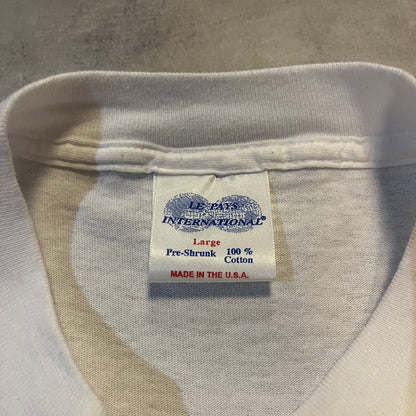 LE PAYS
INTERNATIONAL®
Large
Pre-Shrunk 100 %
Cotton
MADE IN THE U.S.A.